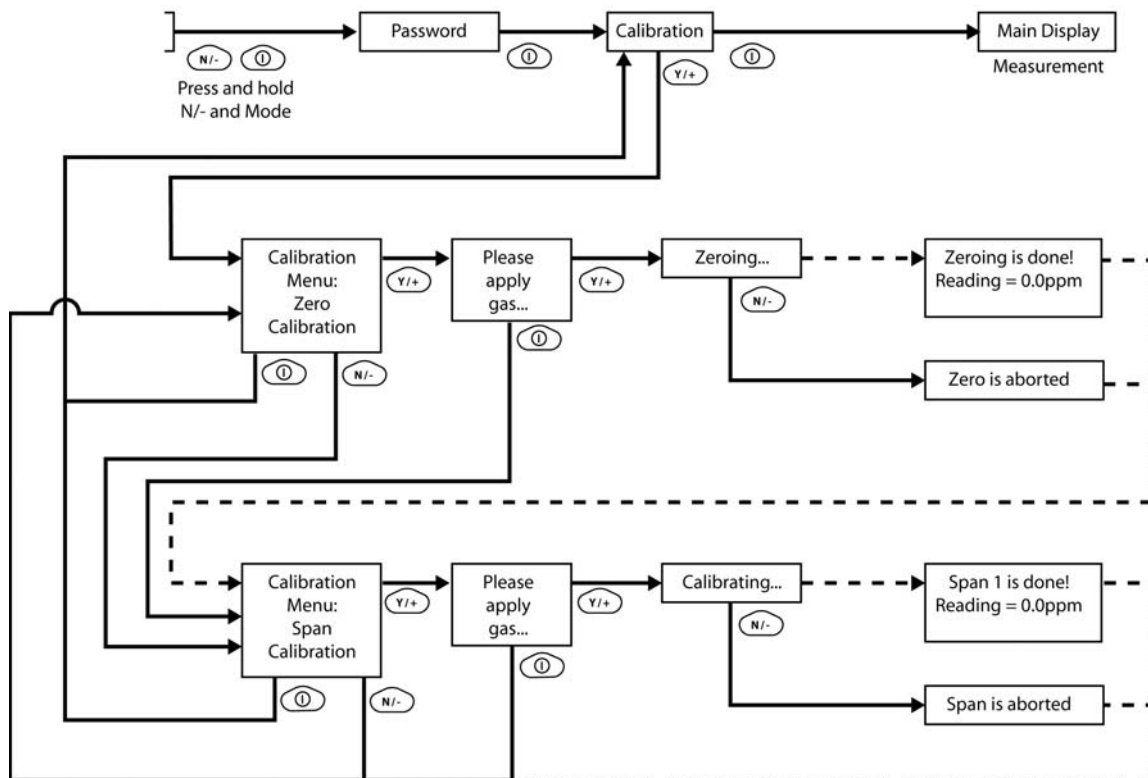 Password
Calibration
Main Display
N/-
Y/+
Measurement
Press and hold
N/- and Mode
Calibration
Menu:
Zero
Calibration
Y/+
Please
apply
gas...
Y/+
Zeroing...
Zeroing is done!
Reading = 0.0ppm
N/-
N/-
Zero is aborted
Calibration
Menu:
Span
Calibration
Y/+
Please
apply
gas...
Y/+
Calibrating...
Span 1 is done!
Reading = 0.0ppm
N/-
N/-
Span is aborted